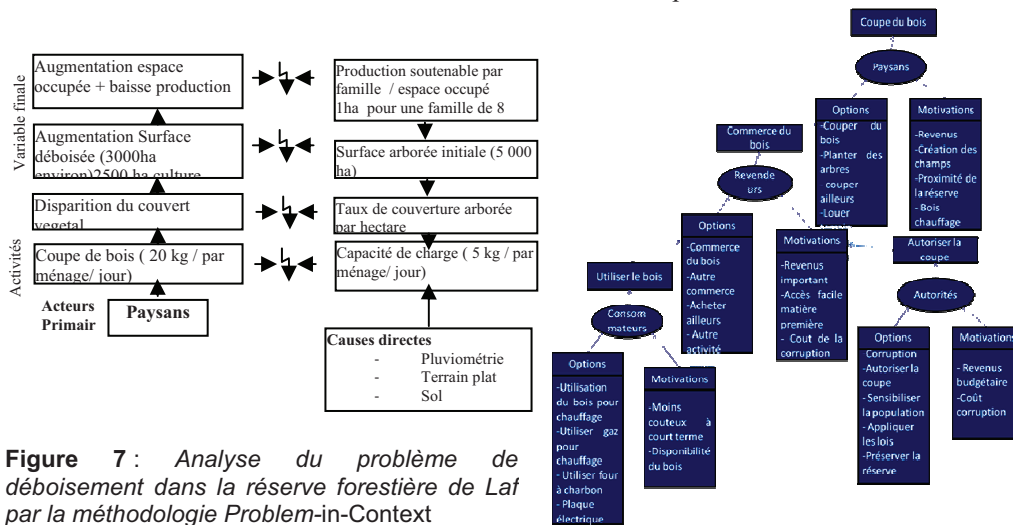 Variable finale
Activités
Augmentation espace
occupée + baisse production
Augmentation Surface
déboisée (3000ha
environ)2500 ha culture
Disparition du couvert
vegetal
Coupe de bois ( 20 kg / par
ménage/ jour)
Acteurs
Primair
Paysans
Production soutenable par
famille / espace occupé
1ha pour une famille de 8
Surface arborée initiale (5 000
ha)
Taux de couverture arborée
par hectare
Capacité de charge ( 5 kg / par
ménage/ jour)
Causes directes
- Pluviométrie
- Terrain plat
- Sol
Figure 7 : Analyse du problème de
déboisement dans la réserve forestière de Laf
par la méthodologie Problem-in-Context
Coupe du bois
Paysans
Options
-Couper du
bois
-Planter des
arbres
couper
ailleurs
-Louer
Motivations
-Revenus
-Création des
champs
-Proximité de
la réserve
- Bois
chauffage
Commerce du
bois
Revende
urs
Options
-Commerce
du bois
-Autre
commerce
-Acheter
ailleurs
-Autre
activité
Motivations
-Revenus
important
-Accès facile
matière
première
- Cout de la
corruption
Autoriser la
coupe
Autorités
Options
Corruption
-Autoriser la
coupe
-Sensibiliser
la population
- Appliquer
les lois
-Préserver la
réserve
Motivations
- Revenus
budgétaire
-Coût
corruption
Utiliser le bois
Consom
mateurs
Options
-Utilisation
du bois pour
chauffage
-Utiliser gaz
pour
chauffage
- Utiliser four
à charbon
- Plaque
électrique
Motivations
-Moins
couteux à
court terme
-Disponibilité
du bois